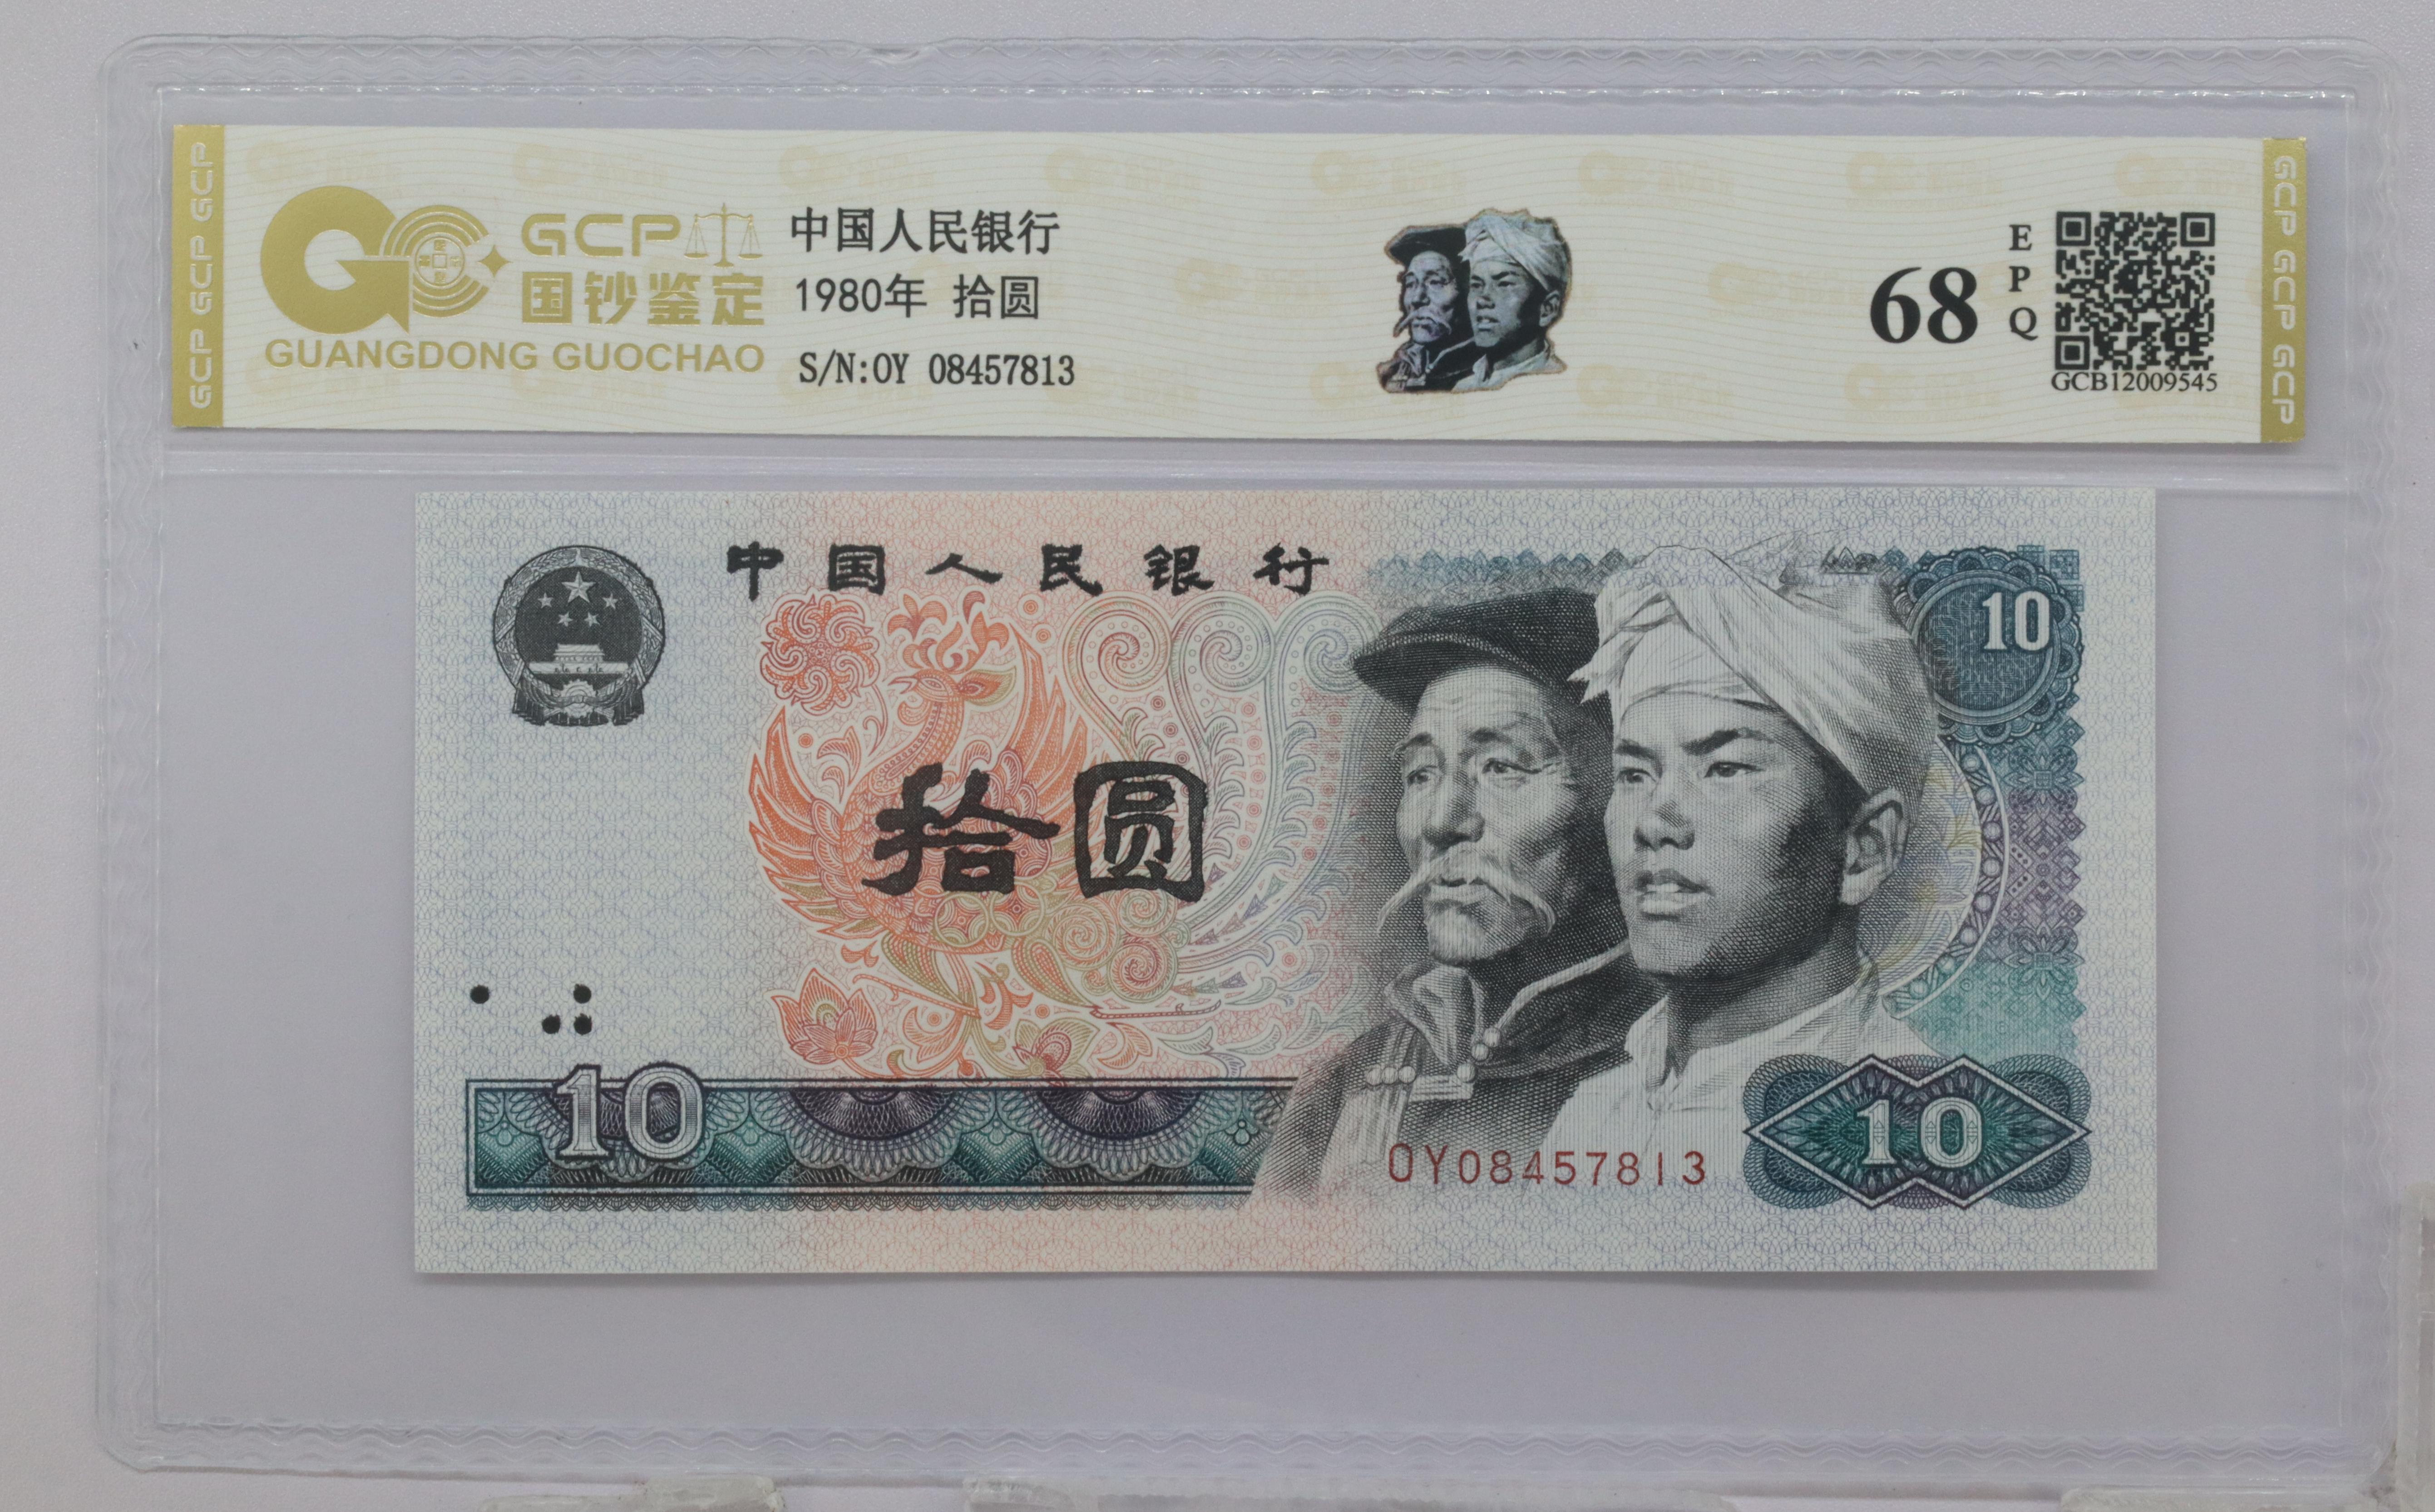 GCP GCP GCP
GCP
国钞鉴定
GUANGDONG GUOCHAO
中国人民银行
1980年 拾圆
S/N:OY 08457813
68
EPQ
GCB12009545
GCP GCP GCP
中国人民银行
10
拾圆
10
OY08457813
10